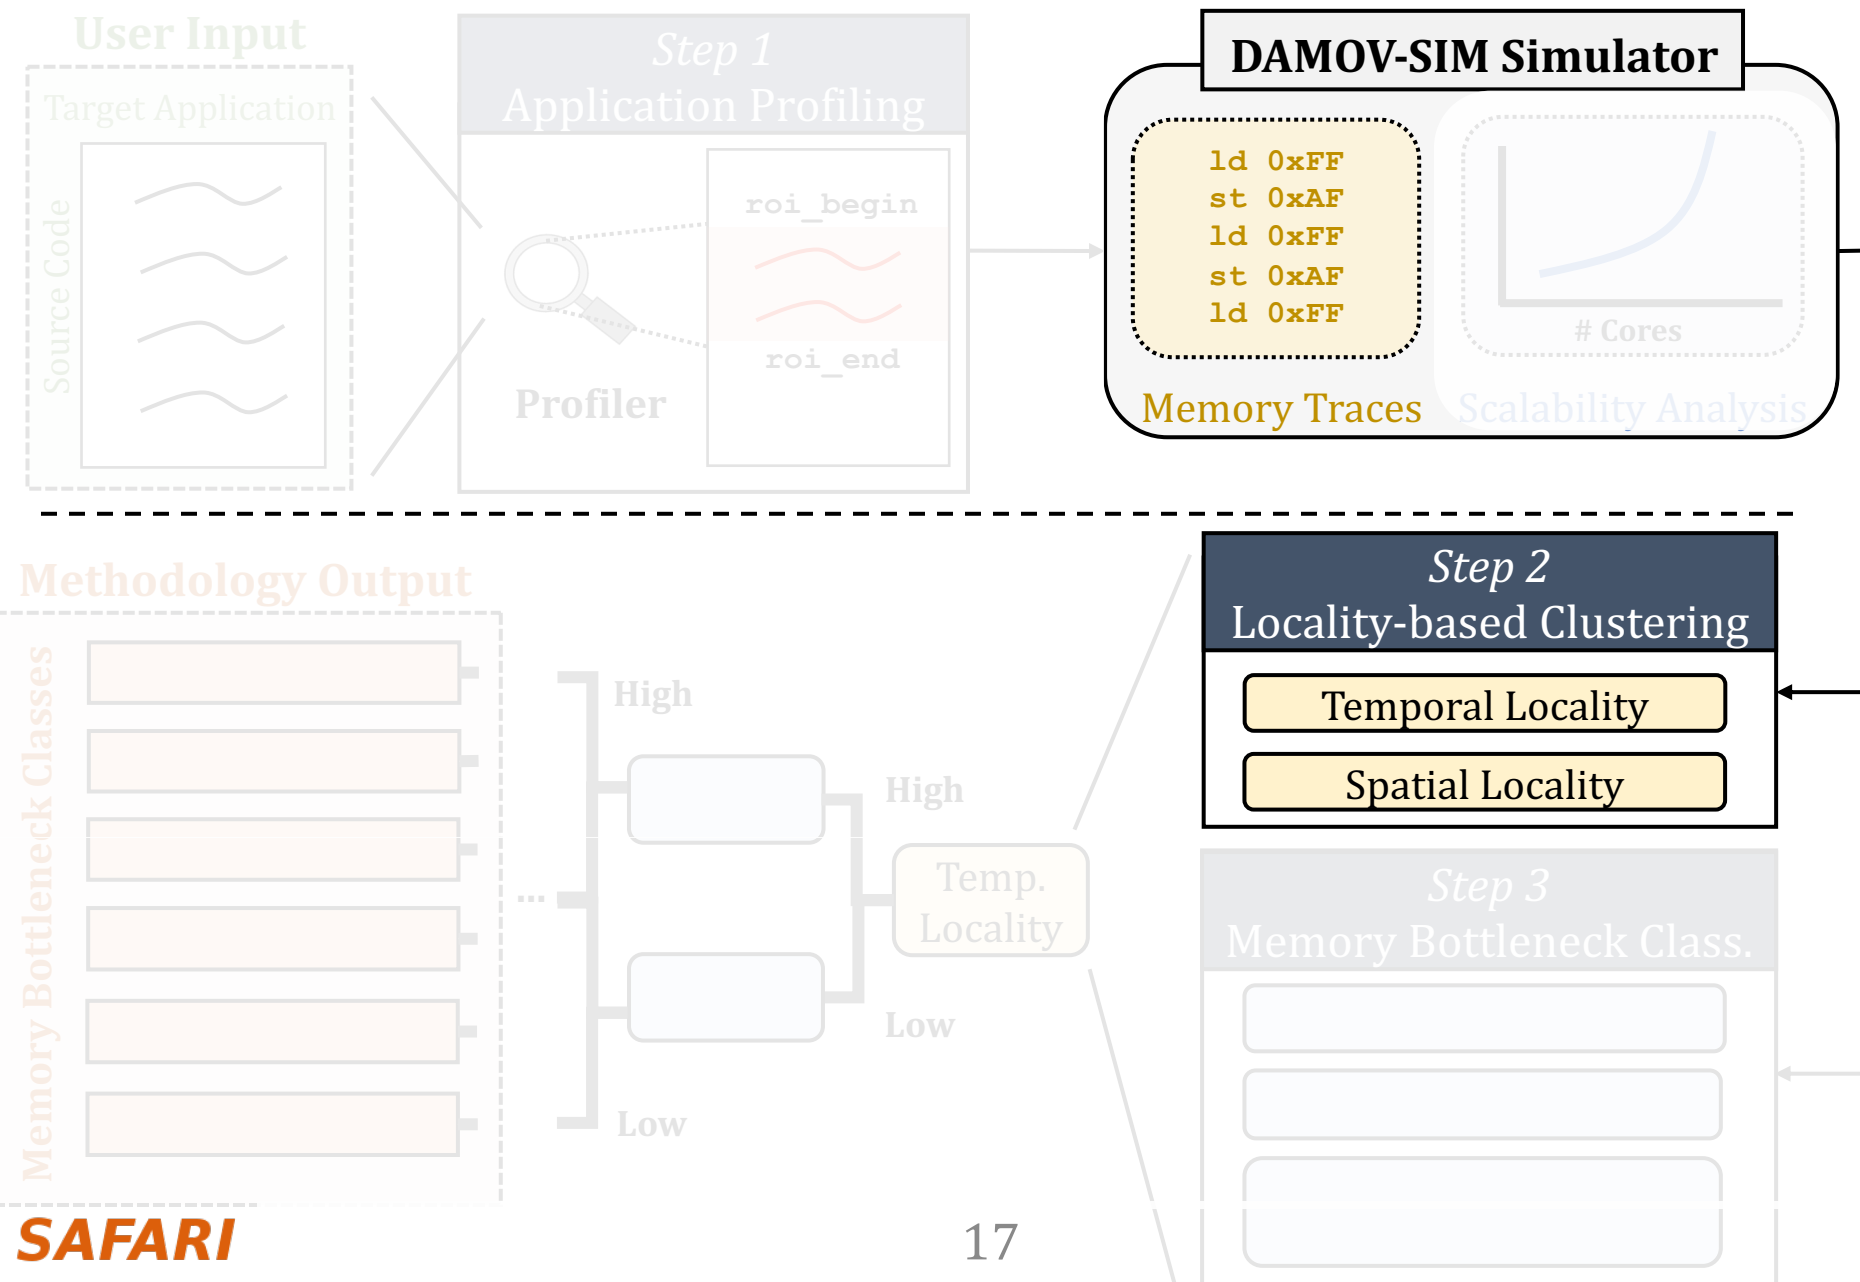 User Input
Target Application
Source Code
Step 1
Application Profiling
roi_begin
roi_end
Profiler
DAMOV-SIM Simulator
ld 0xFF
st 0xAF
ld 0xFF
st 0xAF
ld 0xFF
Memory Traces
# Cores
Scalability Analysis
Methodology Output
Memory Bottleneck Classes
...
High
Low
High
Low
Temp.
Locality
Step 2
Locality-based Clustering
Temporal Locality
Spatial Locality
Step 3
Memory Bottleneck Class.
SAFARI
17